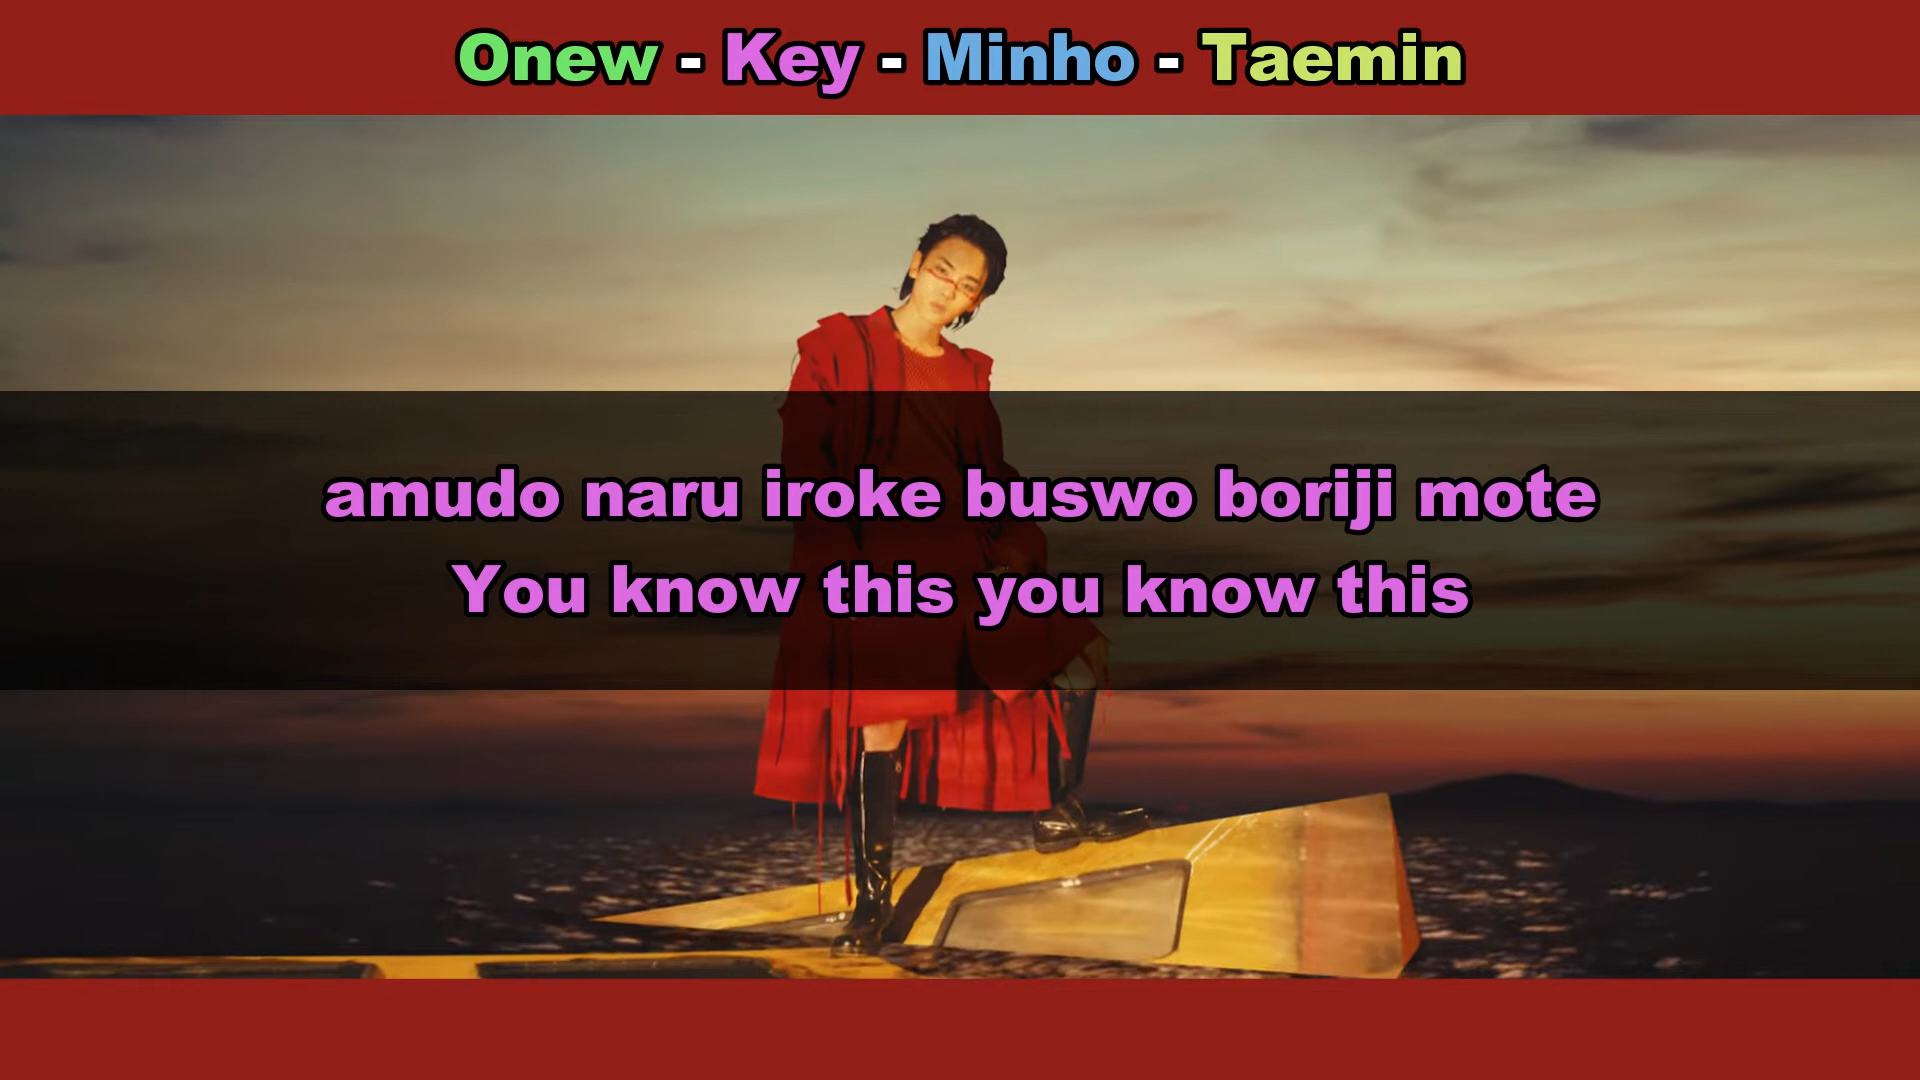 Onew - Key - Minho - Taemin
amudo naru iroke buswo boriji mote
You know this you know this